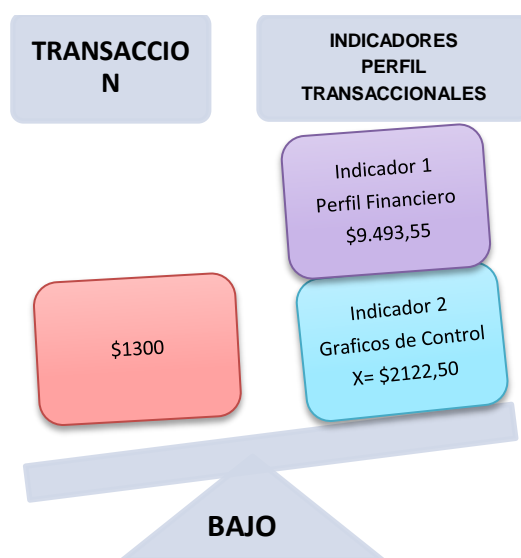 TRANSACCIO
N
INDICADORES
PERFIL
TRANSACCIONALES
Indicador 1
Perfil Financiero
$9.493,55
$1300
Indicador 2
Graficos de Control
X= $2122,50
BAJO